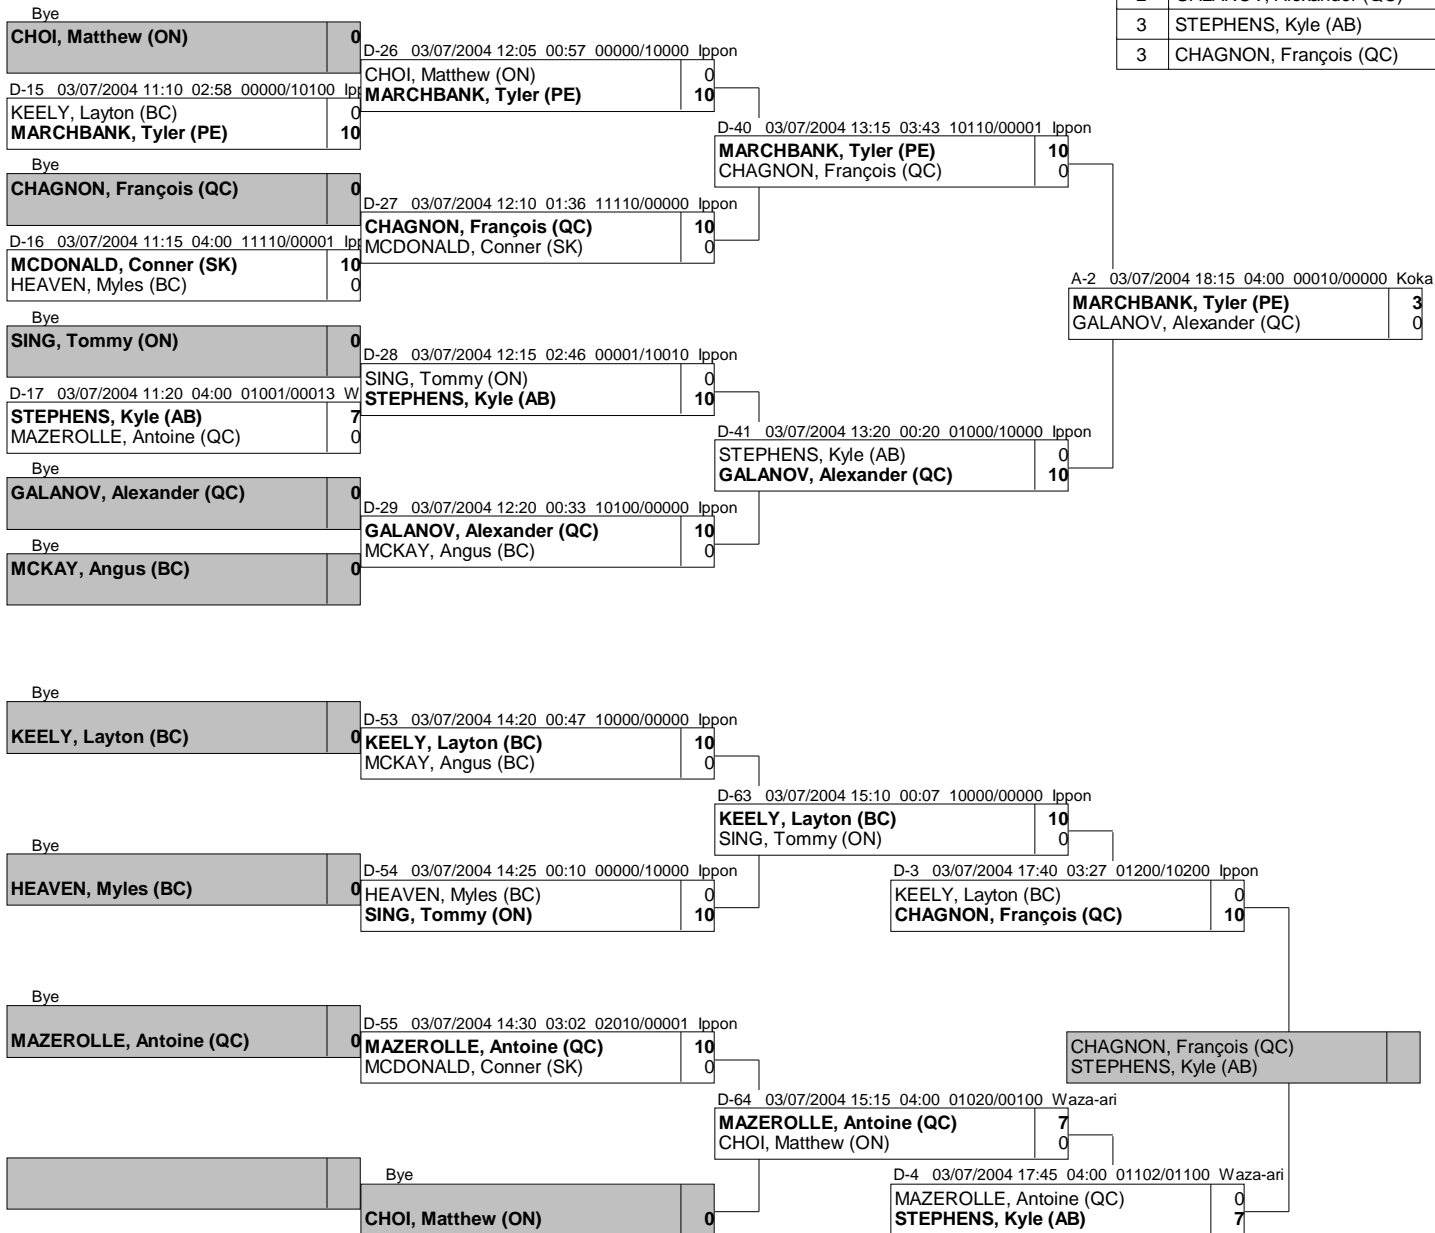 2 GALANOV, Alexander (QC)
3 STEPHENS, Kyle (AB)
3 CHAGNON, François (QC)
Bye
CHOI, Matthew (ON) 0
D-15 03/07/2004 11:10 02:58 00000/10100
KEELY, Layton (BC) 0
MARCHBANK, Tyler (PE) 10
Bye
CHAGNON, François (QC) 0
D-16 03/07/2004 11:15 04:00 11110/00001
MCDONALD, Conner (SK) 10
HEAVEN, Myles (BC) 0
Bye
SING, Tommy (ON) 0
D-17 03/07/2004 11:20 04:00 01001/00013 W
STEPHENS, Kyle (AB) 7
MAZEROLLE, Antoine (QC) 0
Bye
GALANOV, Alexander (QC) 0
Bye
MCKAY, Angus (BC) 0
D-26 03/07/2004 12:05 00:57 00000/10000 Ippon
CHOI, Matthew (ON) 0
MARCHBANK, Tyler (PE) 10
D-27 03/07/2004 12:10 01:36 11110/00000 Ippon
CHAGNON, François (QC) 10
MCDONALD, Conner (SK) 0
D-28 03/07/2004 12:15 02:46 00001/10010 Ippon
SING, Tommy (ON) 0
STEPHENS, Kyle (AB) 10
D-29 03/07/2004 12:20 00:33 10100/00000 Ippon
GALANOV, Alexander (QC) 10
MCKAY, Angus (BC) 0
D-40 03/07/2004 13:15 03:43 10110/00001 Ippon
MARCHBANK, Tyler (PE) 10
CHAGNON, François (QC) 0
D-41 03/07/2004 13:20 00:20 01000/10000 Ippon
STEPHENS, Kyle (AB) 0
GALANOV, Alexander (QC) 10
A-2 03/07/2004 18:15 04:00 00010/00000 Koka
MARCHBANK, Tyler (PE) 3
GALANOV, Alexander (QC) 0
Bye
KEELY, Layton (BC) 0
Bye
HEAVEN, Myles (BC) 0
Bye
MAZEROLLE, Antoine (QC) 0
D-53 03/07/2004 14:20 00:47 10000/00000 Ippon
KEELY, Layton (BC) 10
MCKAY, Angus (BC) 0
D-54 03/07/2004 14:25 00:10 00000/10000 Ippon
HEAVEN, Myles (BC) 0
SING, Tommy (ON) 10
D-55 03/07/2004 14:30 03:02 02010/00001 Ippon
MAZEROLLE, Antoine (QC) 10
MCDONALD, Conner (SK) 0
Bye
CHOI, Matthew (ON) 0
D-63 03/07/2004 15:10 00:07 10000/00000 Ippon
KEELY, Layton (BC) 10
SING, Tommy (ON) 0
D-64 03/07/2004 15:15 04:00 01020/00100 Waza-ari
MAZEROLLE, Antoine (QC) 7
CHOI, Matthew (ON) 0
D-3 03/07/2004 17:40 03:27 01200/10200 Ippon
KEELY, Layton (BC) 0
CHAGNON, François (QC) 10
D-4 03/07/2004 17:45 04:00 01102/01100 Waza-ari
MAZEROLLE, Antoine (QC) 0
STEPHENS, Kyle (AB) 7
CHAGNON, François (QC)
STEPHENS, Kyle (AB)